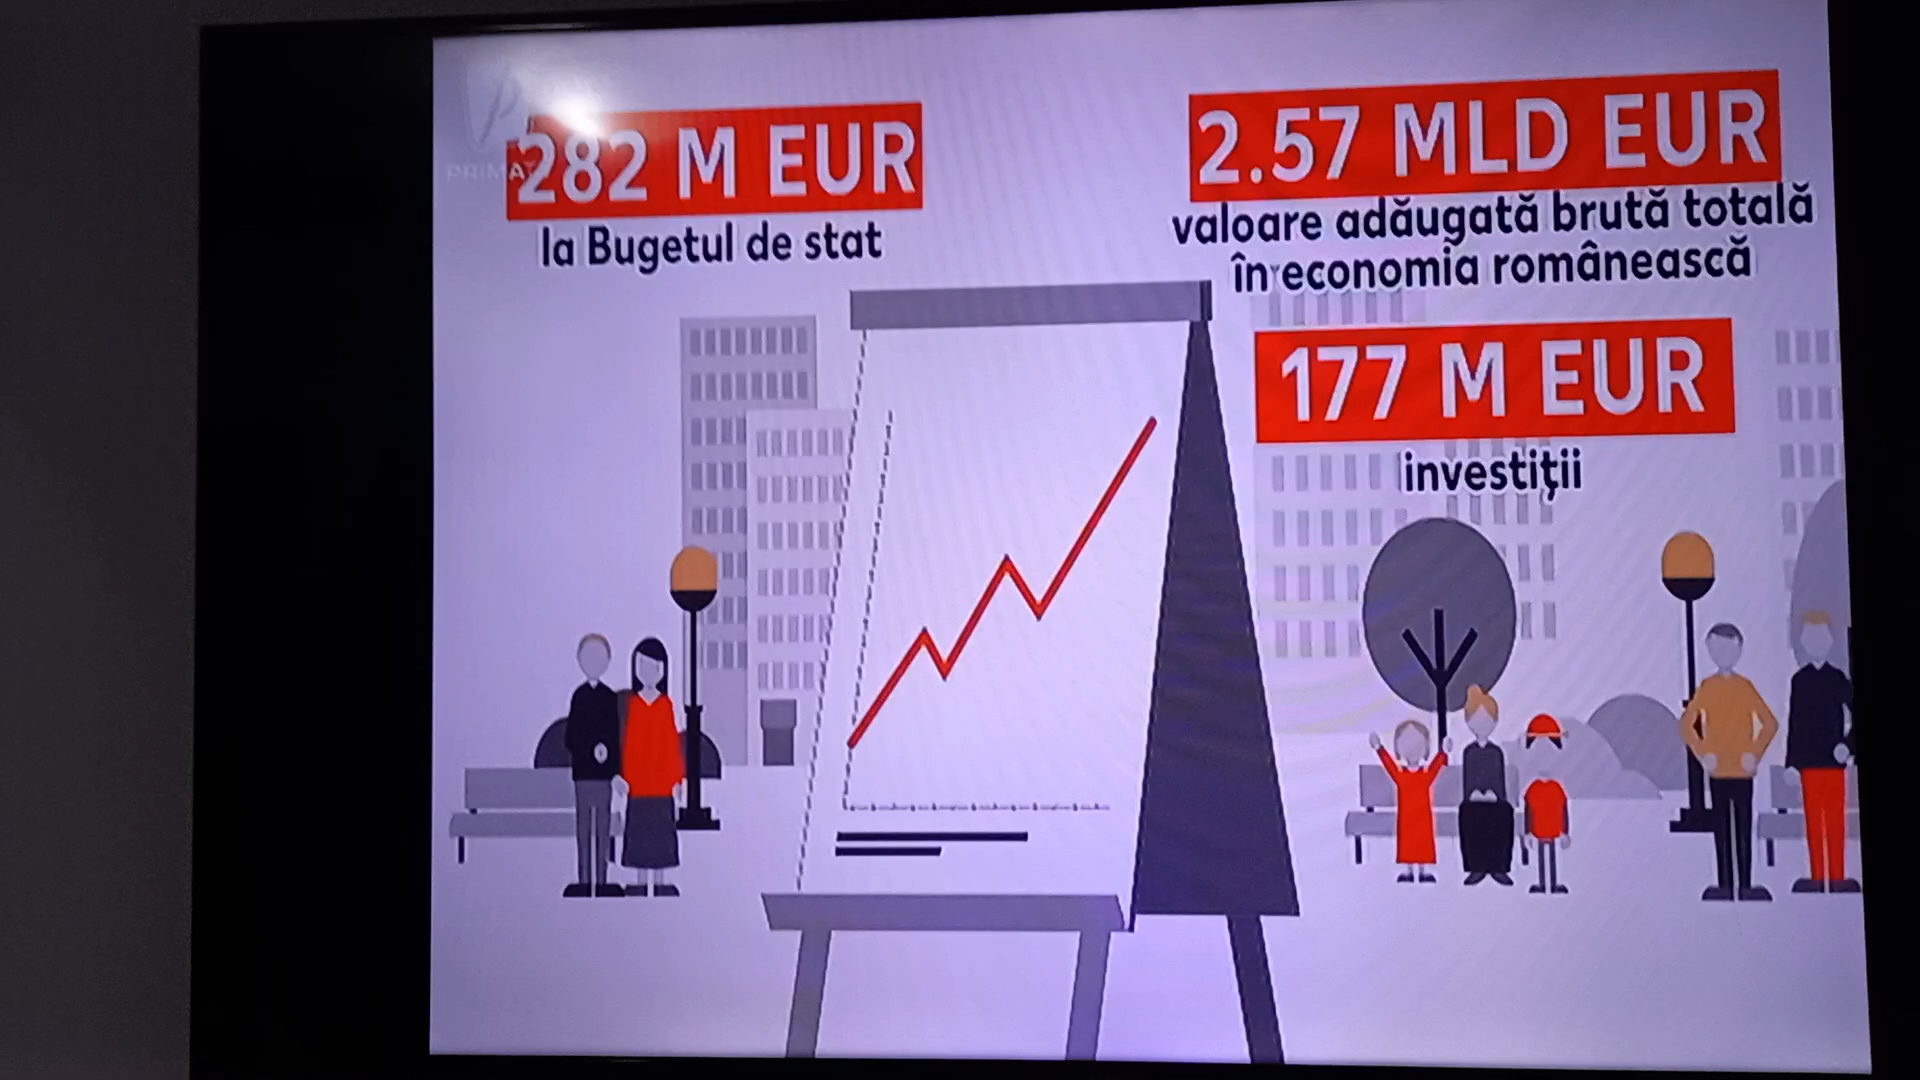 PRIMA
282 M EUR
la Bugetul de stat
2.57 MLD EUR
valoare adăugată brută totală
în economia românească
177 M EUR
investiții